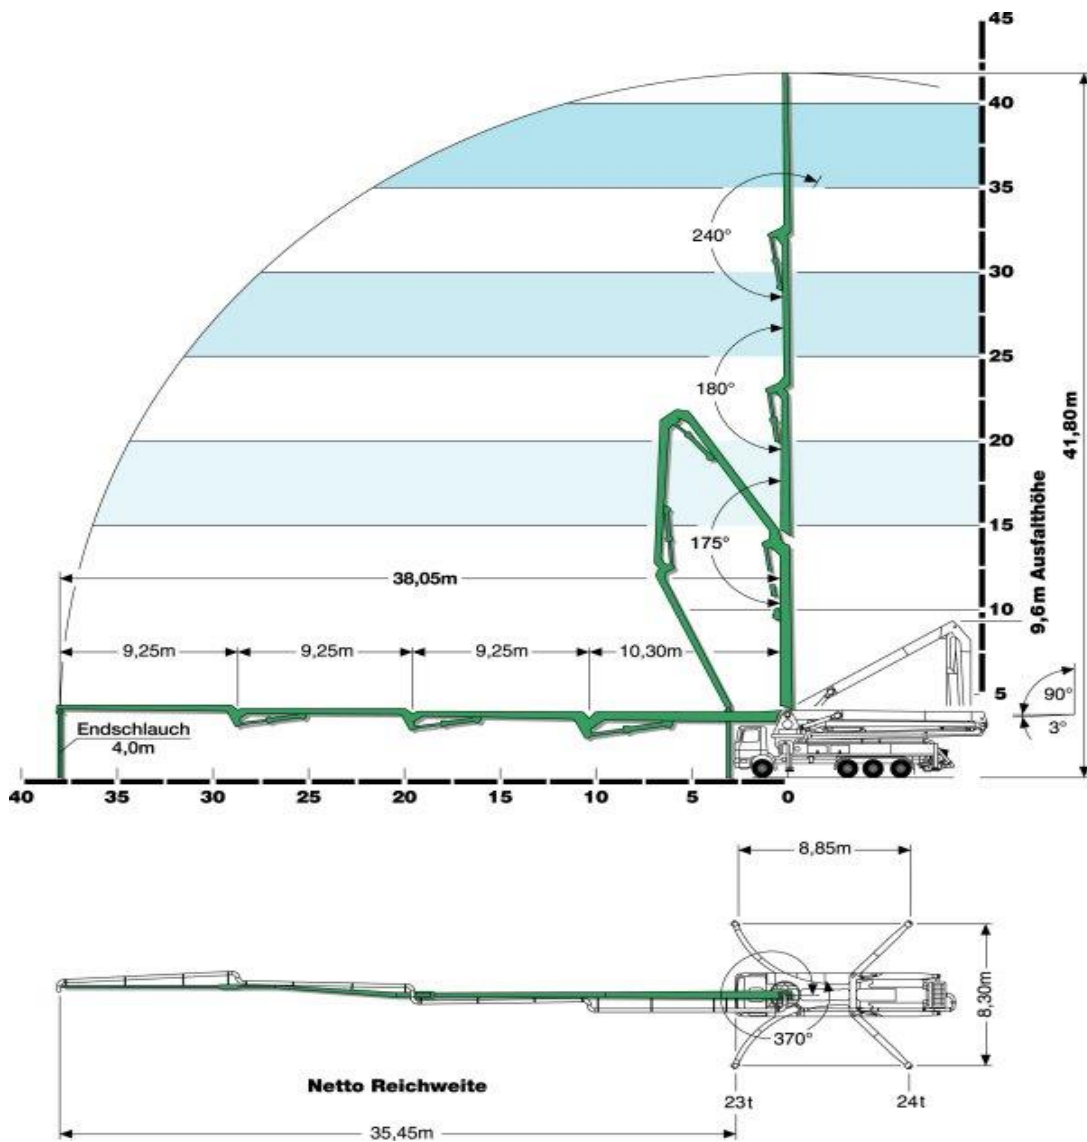 45
40
35
240°
30
25
180°
41,80m
20
15
175°
38,05m
9,6m Ausfalthöhe
10
9,25m
9,25m
9,25m
10,30m
5
90°
3°
Endschlauch
4,0m
40 35 30 25 20 15 10 5 0
8,85m
8,30m
370°
Netto Reichweite
23t
24t
35,45m